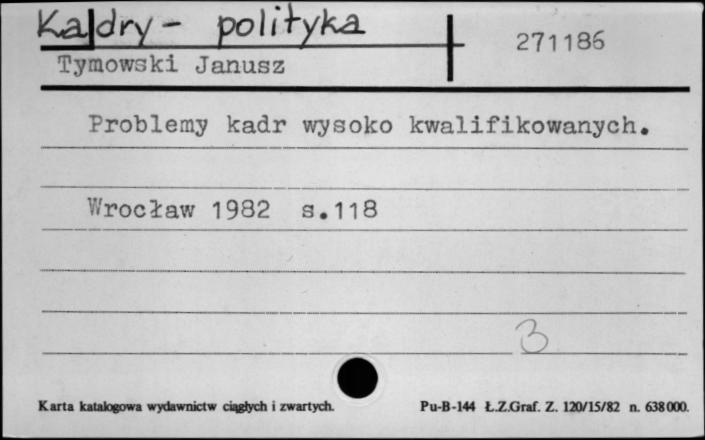 Kadry - polityka
271186
Tymowski Janusz
Problemy kadr wysoko kwalifikowanych.
Wrocław 1982 s.118
3
Karta katalogowa wydawnictw ciągłych i zwartych. Pu-B-144 Ł.Z.Graf. Z. 120/15/82 n. 638000.